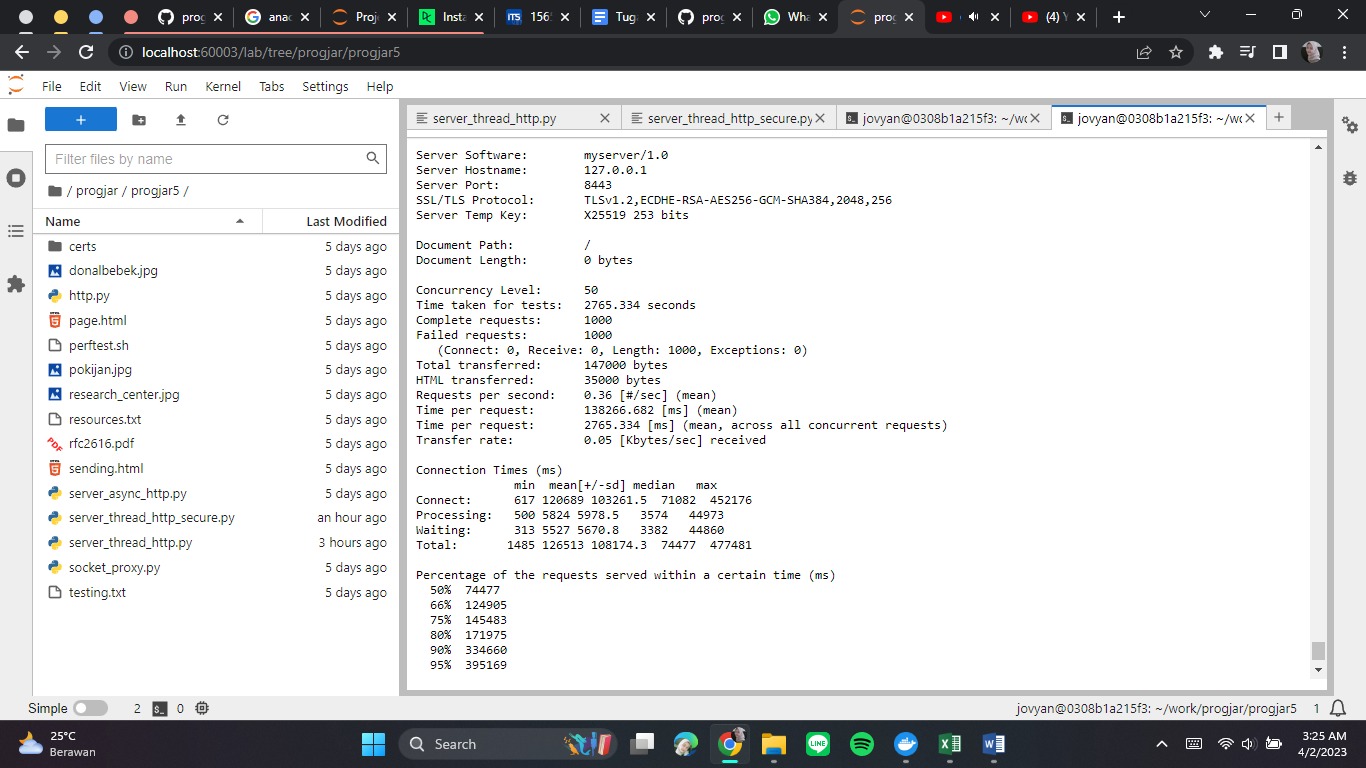 prog
anac
Proje
Insta
ITS
156
Tuga
prog
Wha
prog
(4) Y
localhost:60003/lab/tree/progjar/progjar5
File Edit View Run Kernel Tabs Settings Help
server_thread_http.py
server_thread_http_secure.py
jovyan@0308b1a215f3: ~/wo
jovyan@0308b1a215f3: ~/wo
Filter files by name
/ progjar / progjar5 /
Name Last Modified
certs 5 days ago
donalbebek.jpg 5 days ago
http.py 5 days ago
page.html 5 days ago
perftest.sh 5 days ago
pokijan.jpg 5 days ago
research_center.jpg 5 days ago
resources.txt 5 days ago
rfc2616.pdf 5 days ago
sending.html 5 days ago
server_async_http.py 5 days ago
server_thread_http_secure.py an hour ago
server_thread_http.py 3 hours ago
socket_proxy.py 5 days ago
testing.txt 5 days ago
Server Software: myserver/1.0
Server Hostname: 127.0.0.1
Server Port: 8443
SSL/TLS Protocol: TLSv1.2,ECDHE-RSA-AES256-GCM-SHA384,2048,256
Server Temp Key: X25519 253 bits
Document Path: /
Document Length: 0 bytes
Concurrency Level: 50
Time taken for tests: 2765.334 seconds
Complete requests: 1000
Failed requests: 1000
(Connect: 0, Receive: 0, Length: 1000, Exceptions: 0)
Total transferred: 147000 bytes
HTML transferred: 35000 bytes
Requests per second: 0.36 [#/sec] (mean)
Time per request: 138266.682 [ms] (mean)
Time per request: 2765.334 [ms] (mean, across all concurrent requests)
Transfer rate: 0.05 [Kbytes/sec] received
Connection Times (ms)
min mean[+/-sd] median max
Connect: 617 120689 103261.5 71082 452176
Processing: 500 5824 5978.5 3574 44973
Waiting: 313 5527 5670.8 3382 44860
Total: 1485 126513 108174.3 74477 477481
Percentage of the requests served within a certain time (ms)
50% 74477
66% 124905
75% 145483
80% 171975
90% 334660
95% 395169
Simple 2 0
jovyan@0308b1a215f3: ~/work/progjar/progjar5 1
25°C
Berawan
Search
LINE
3:25 AM
4/2/2023